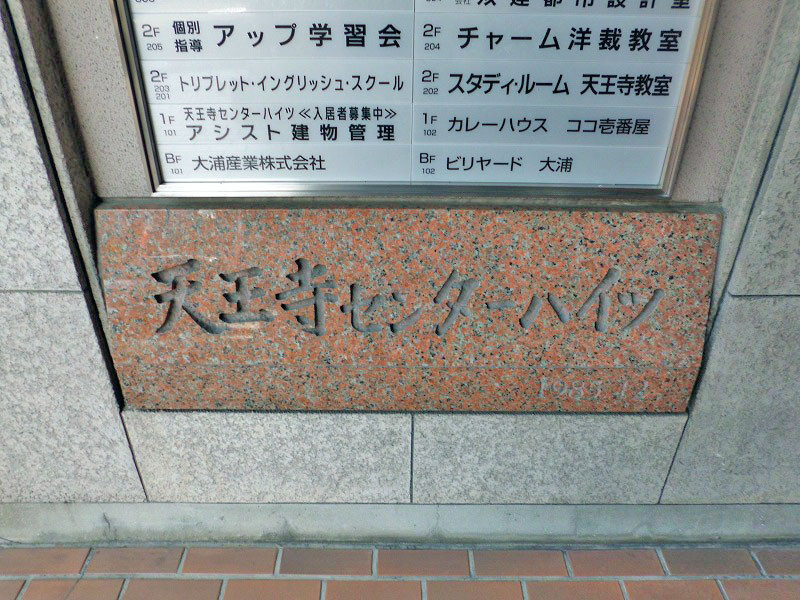 2F 205 個別指導 アップ学習会
2F 204 チャーム洋裁教室
2F 203 201 トリプレット・イングリッシュ・スクール
2F 202 スタディ・ルーム 天王寺教室
1F 101 天王寺センターハイツ≪入居者募集中≫
アシスト建物管理
1F 102 カレーハウス ココ壱番屋
BF 101 大浦産業株式会社
BF 102 ビリヤード 大浦
天王寺センターハイツ